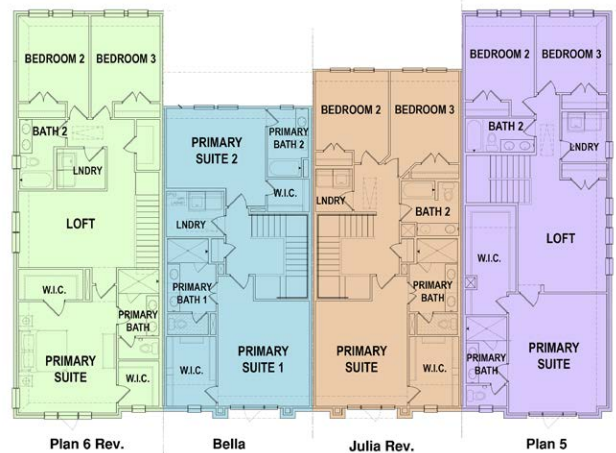 BEDROOM 2
BEDROOM 3
BATH 2
LNDRY
LOFT
W.I.C.
PRIMARY
BATH
PRIMARY
SUITE
W.I.C.
Plan 6 Rev.
PRIMARY
SUITE 2
PRIMARY
BATH 2
W.I.C.
LNDRY
PRIMARY
BATH 1
W.I.C.
PRIMARY
SUITE 1
Bella
BEDROOM 2
BEDROOM 3
LNDRY
BATH 2
PRIMARY
BATH
PRIMARY
SUITE
W.I.C.
Julia Rev.
BEDROOM 2
BEDROOM 3
BATH 2
LNDRY
W.I.C.
LOFT
PRIMARY
BATH
PRIMARY
SUITE
Plan 5